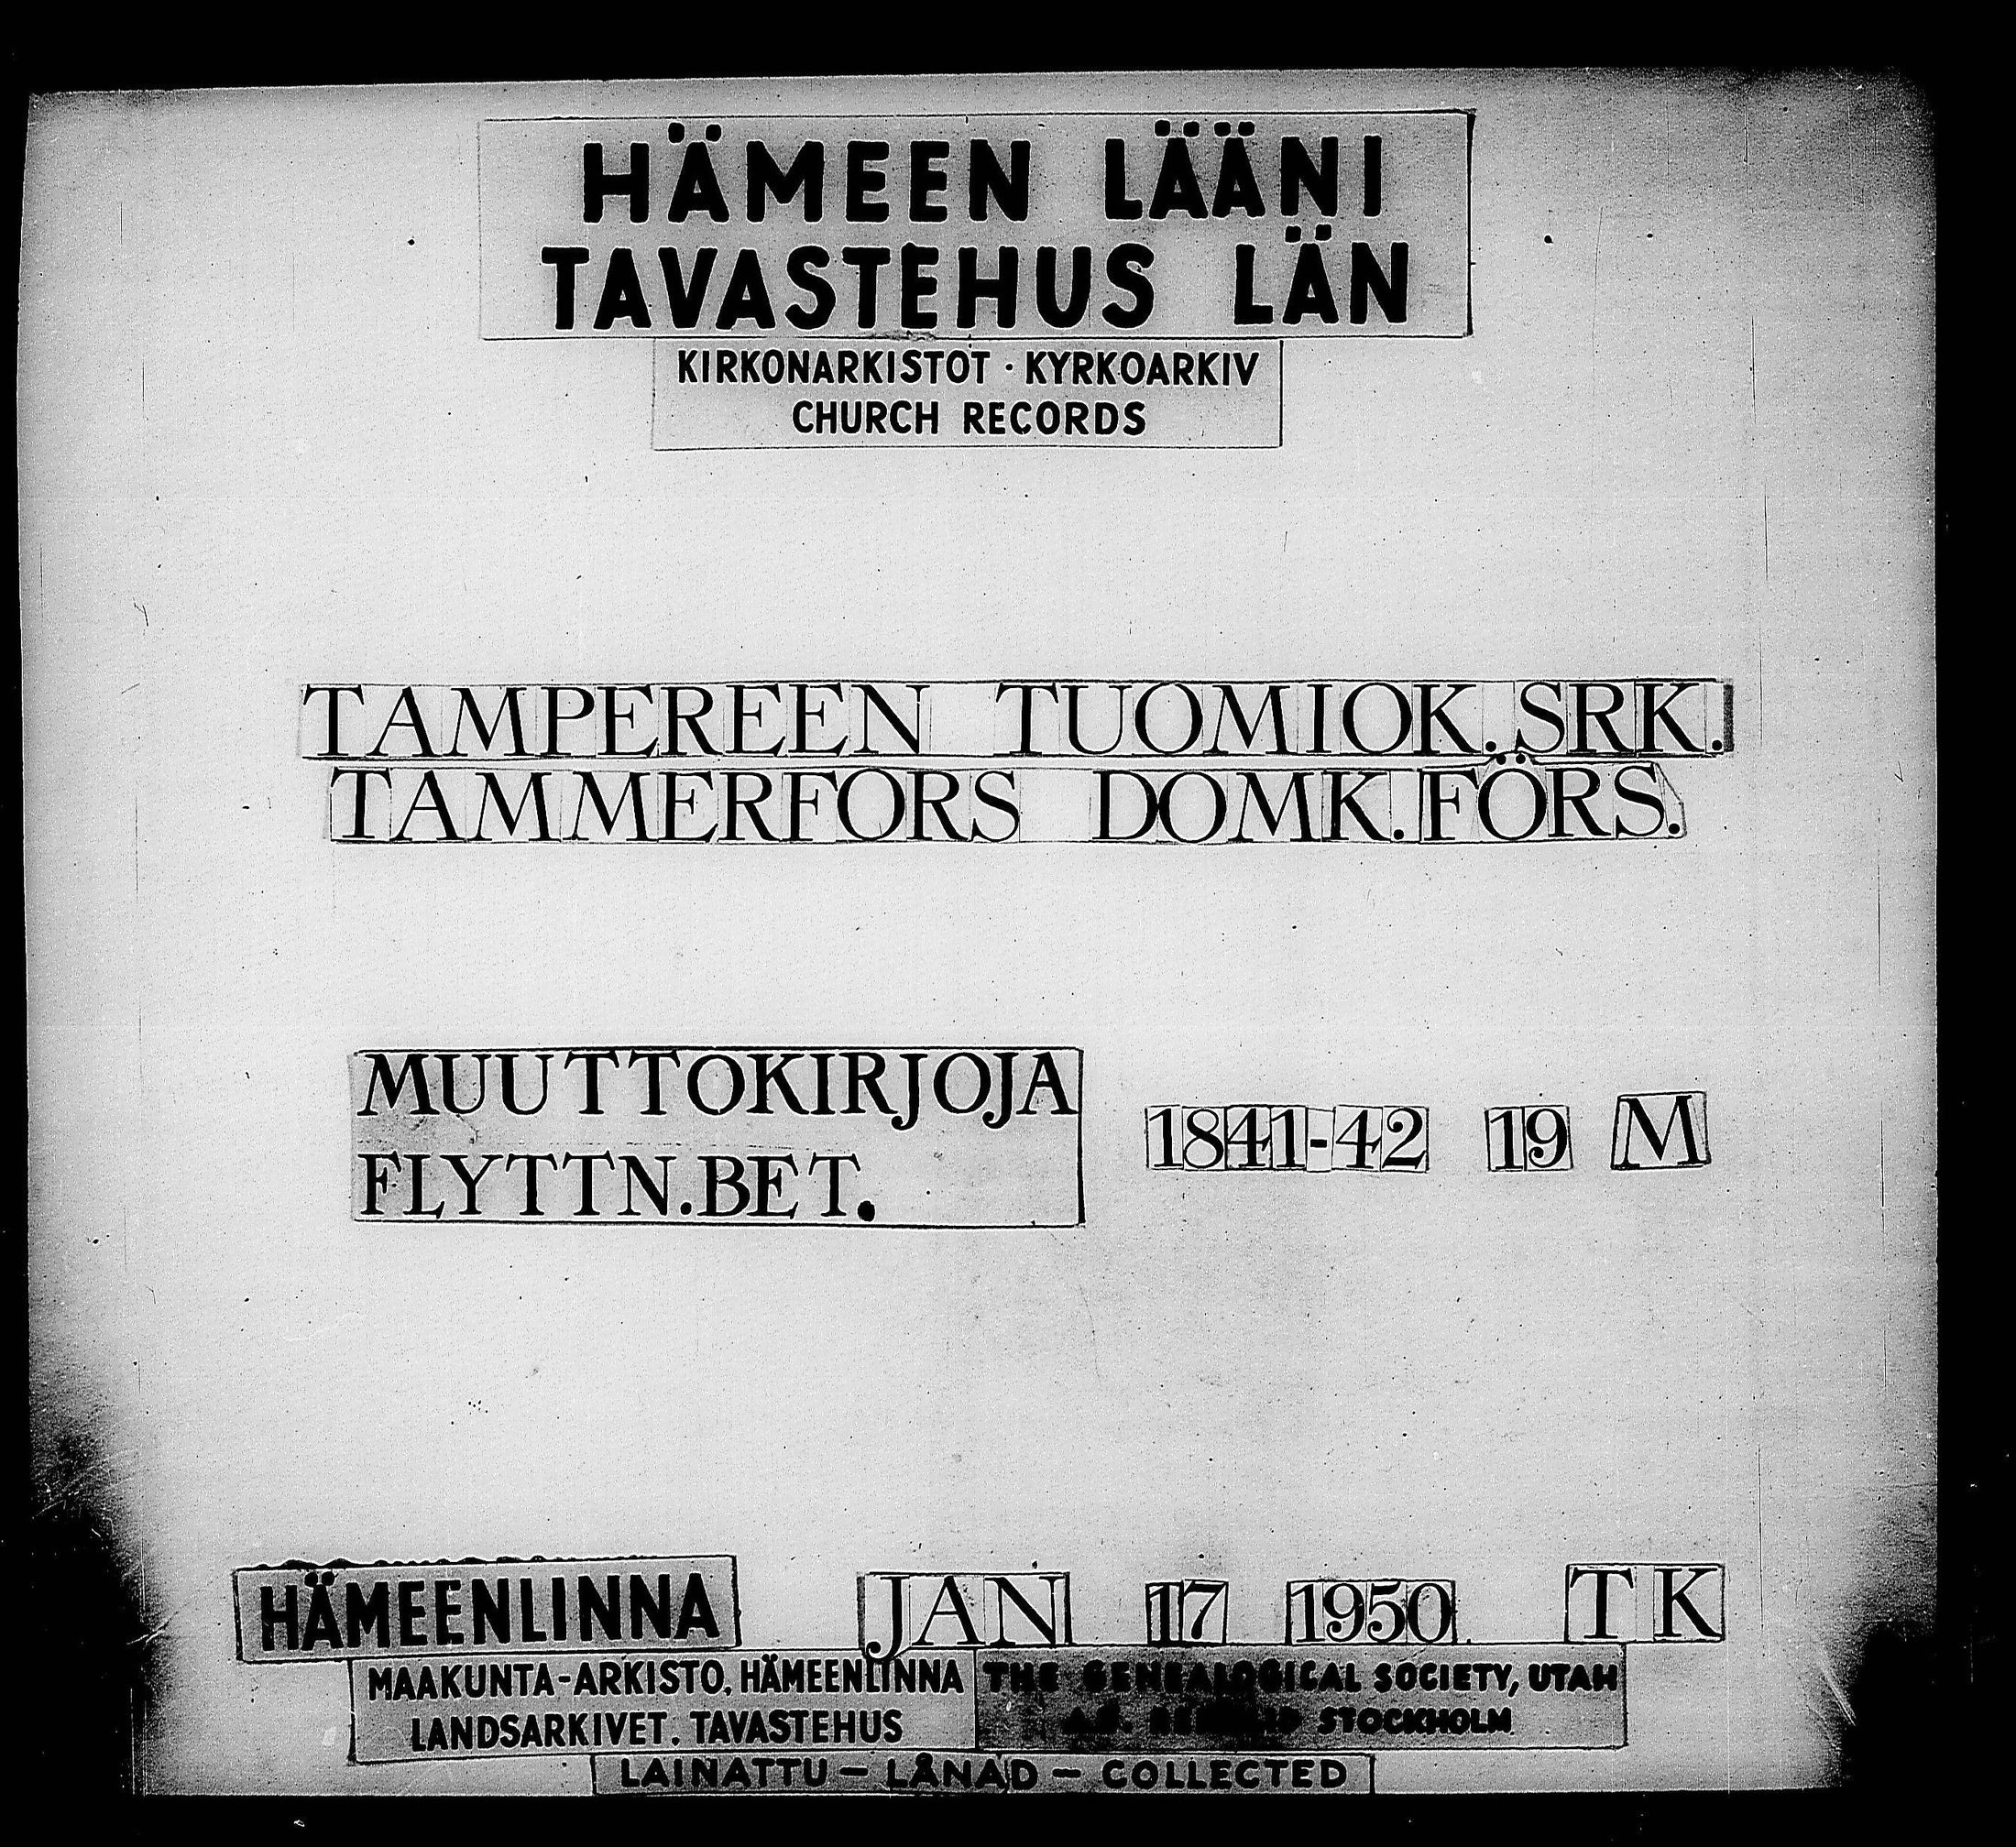 HÄMEEN LÄÄNI
TAVASTEHUS LÄN
KIRKONARKISTOT · KYRKOARKIV
CHURCH RECORDS
TAMPEREEN TUOMIOK. SRK.
TAMMERFORS DOMK. FÖRS.
MUUTTOKIRJOJA
FLYTTN. BET.
1841-42 19 M
HÄMEENLINNA JAN 17 1950 TK
MAAKUNTA-ARKISTO, HÄMEENLINNA
LANDSARKIVET. TAVASTEHUS
THE GENEALOGICAL SOCIETY, UTAH
STOCKHOLM
LAINATTU — LÅNAD — COLLECTED